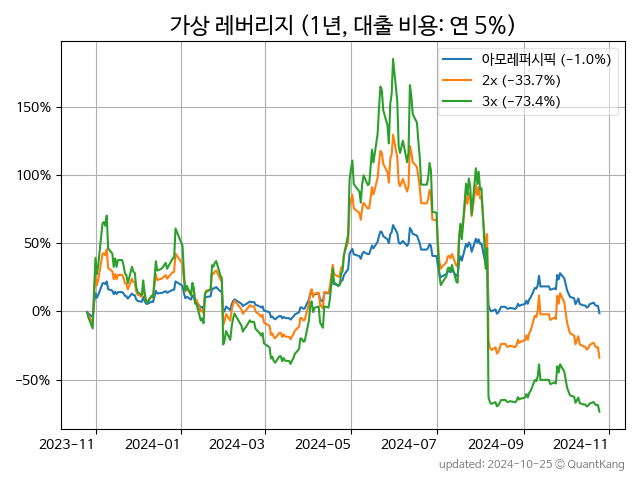 가상 레버리지 (1년, 대출 비용: 연 5%)
아모레퍼시픽 (−1.0%)
2x (−33.7%)
3x (−73.4%)
150%
100%
50%
0%
−50%
2023-11 2024-01 2024-03 2024-05 2024-07 2024-09 2024-11
updated: 2024-10-25 © QuantKang